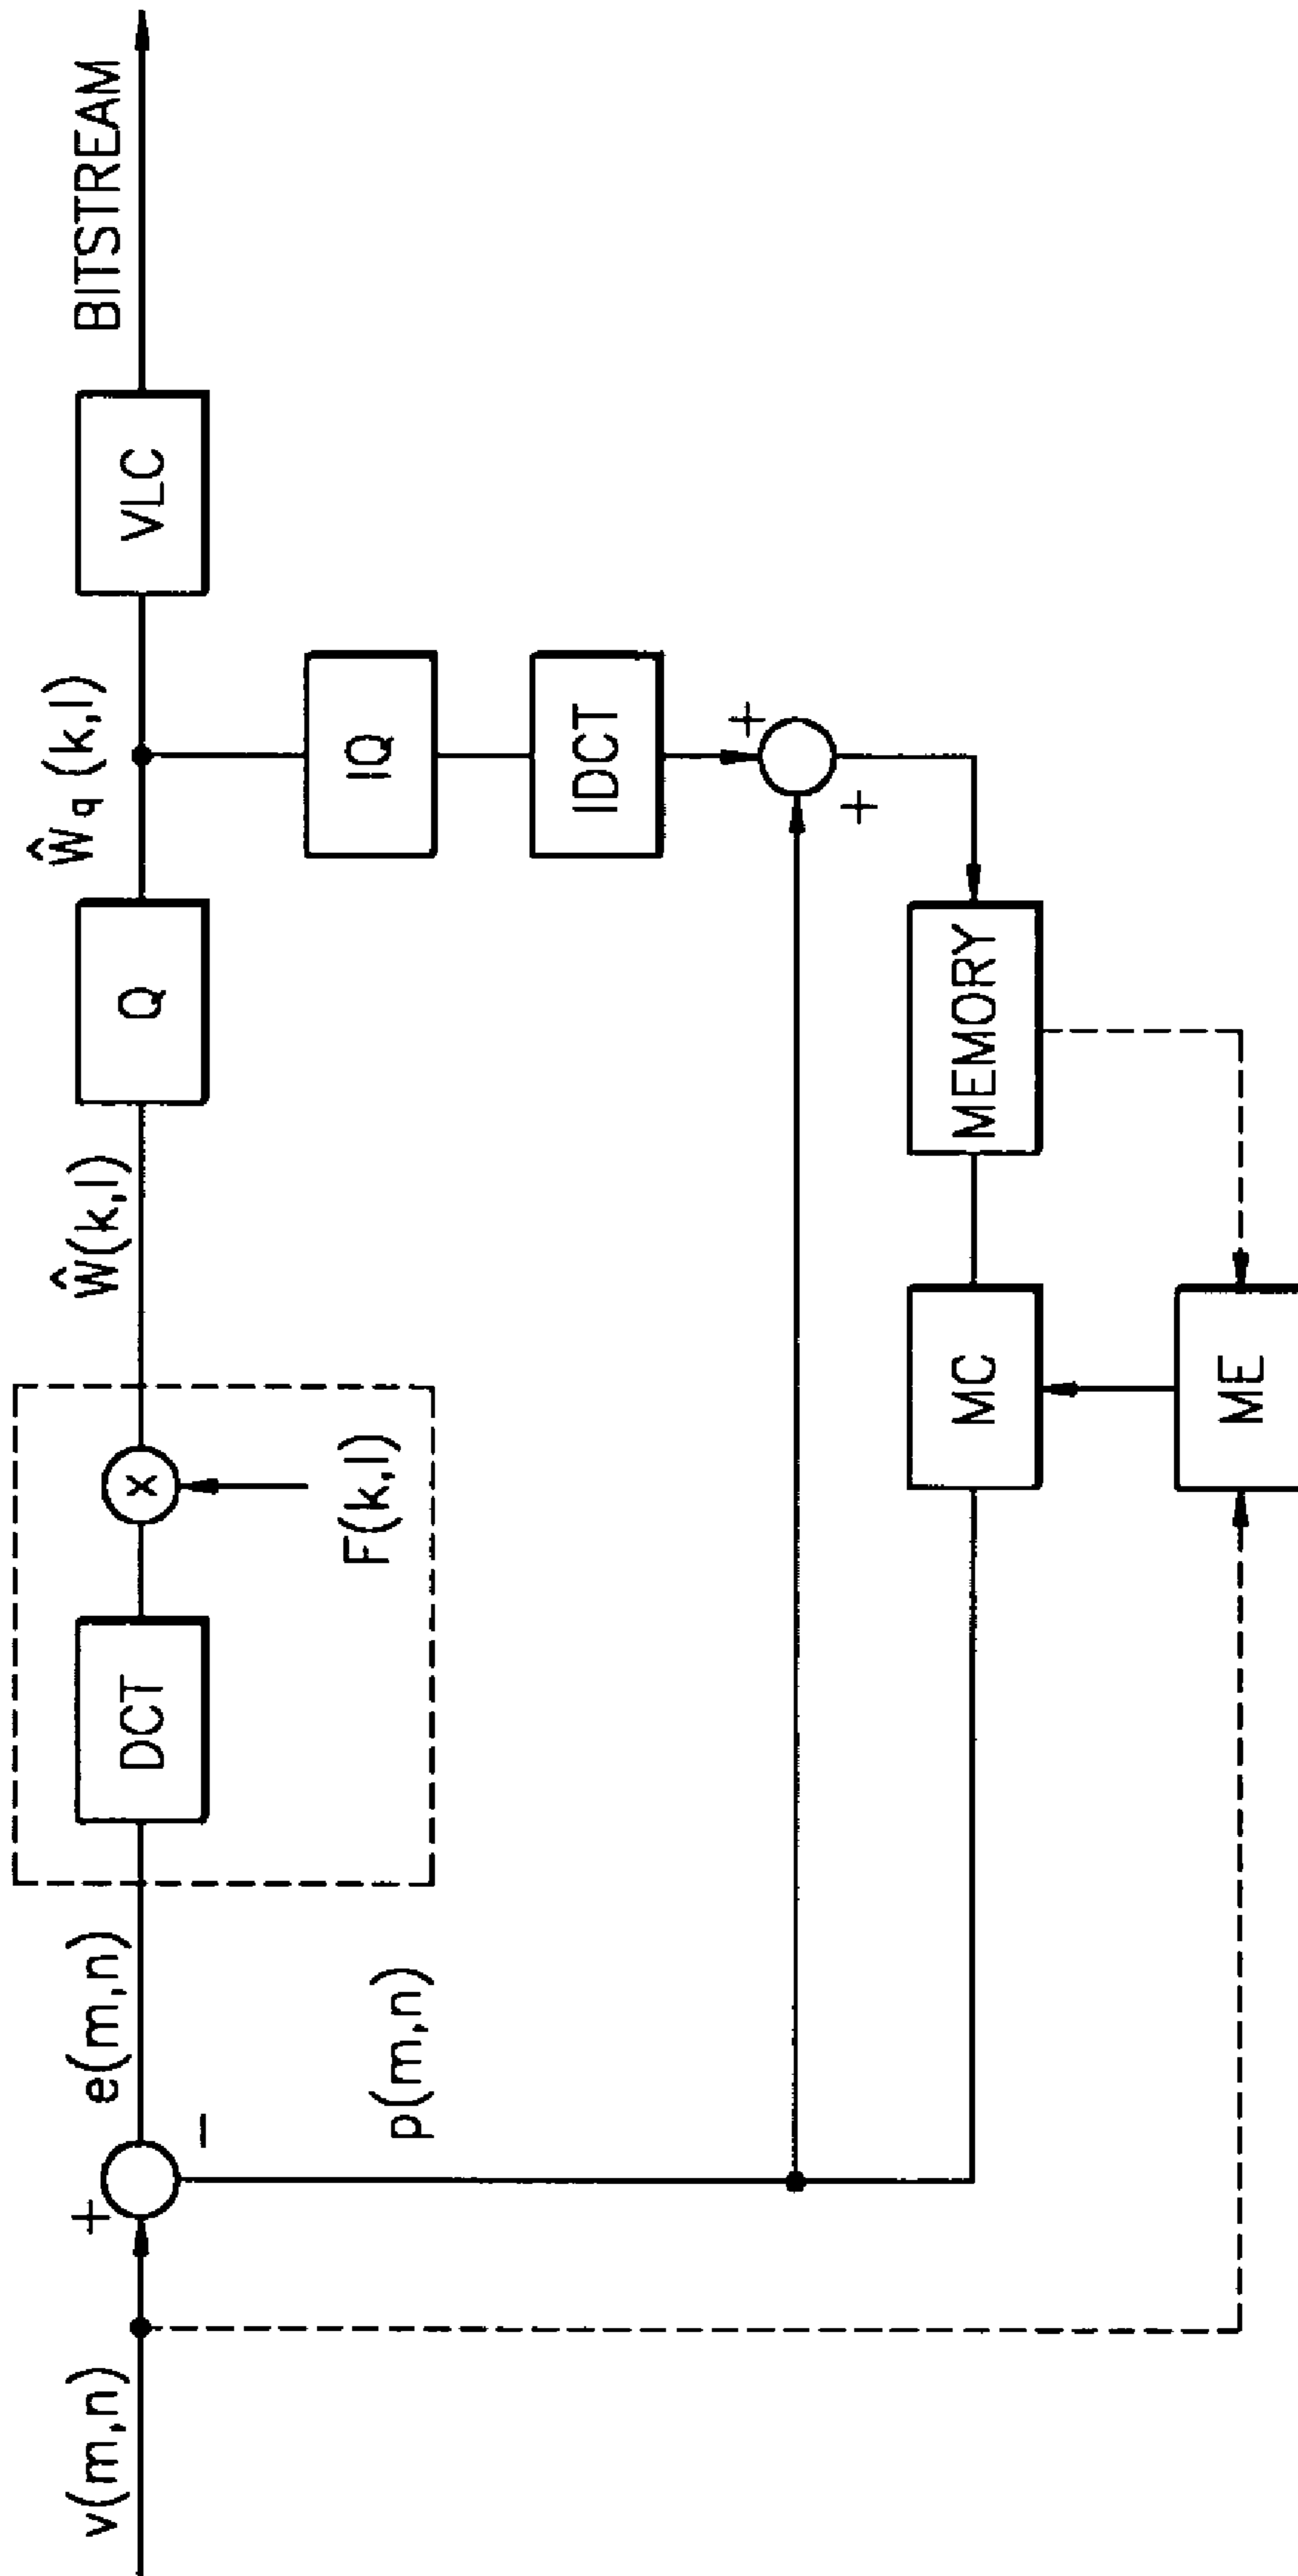 v(m,n)
+
−
e(m,n)
p(m,n)
DCT
x
F(k,l)
Ŵ(k,l)
Q
Ŵq (k,l)
VLC
BITSTREAM
IQ
IDCT
+
+
MEMORY
MC
ME